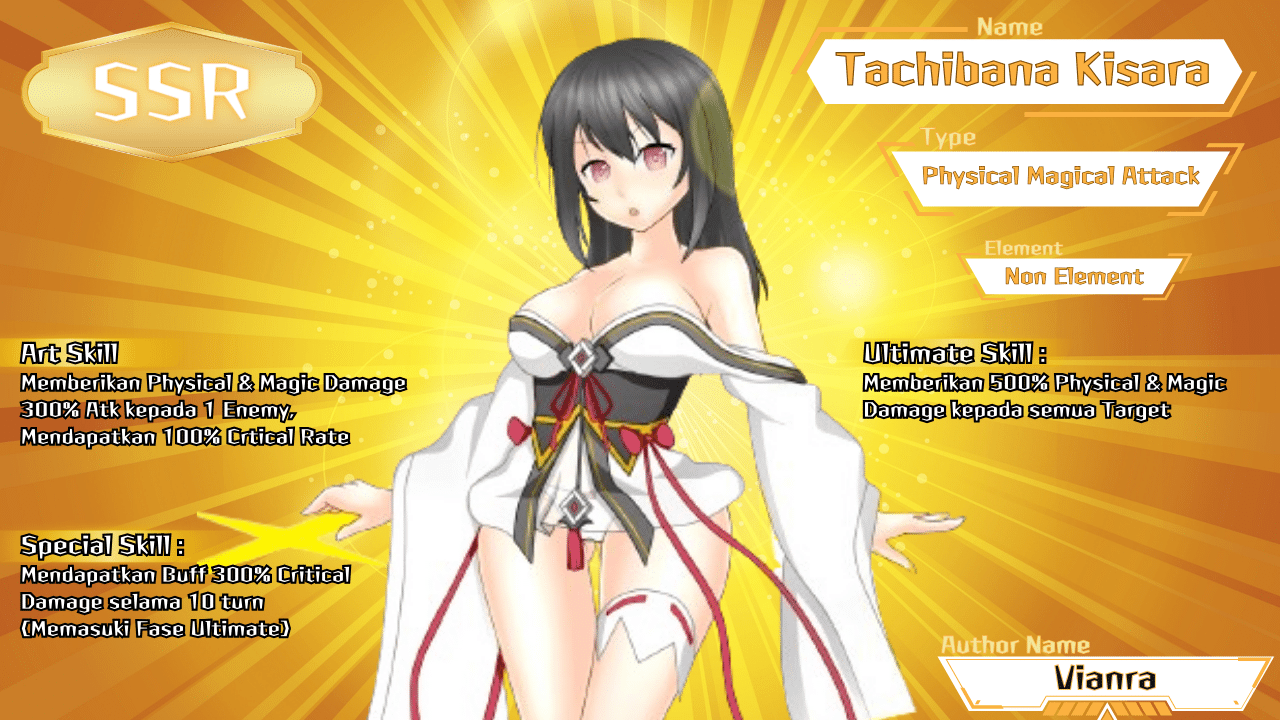 SSR
Name
Tachibana Kisara
Type
Physical Magical Attack
Element
Non Element
Art Skill
Memberikan Physical & Magic Damage
300% Atk kepada 1 Enemy,
Mendapatkan 100% Crtical Rate
Ultimate Skill :
Memberikan 500% Physical & Magic
Damage kepada semua Target
Special Skill :
Mendapatkan Buff 300% Critical
Damage selama 10 turn
(Memasuki Fase Ultimate)
Author Name
Vianra